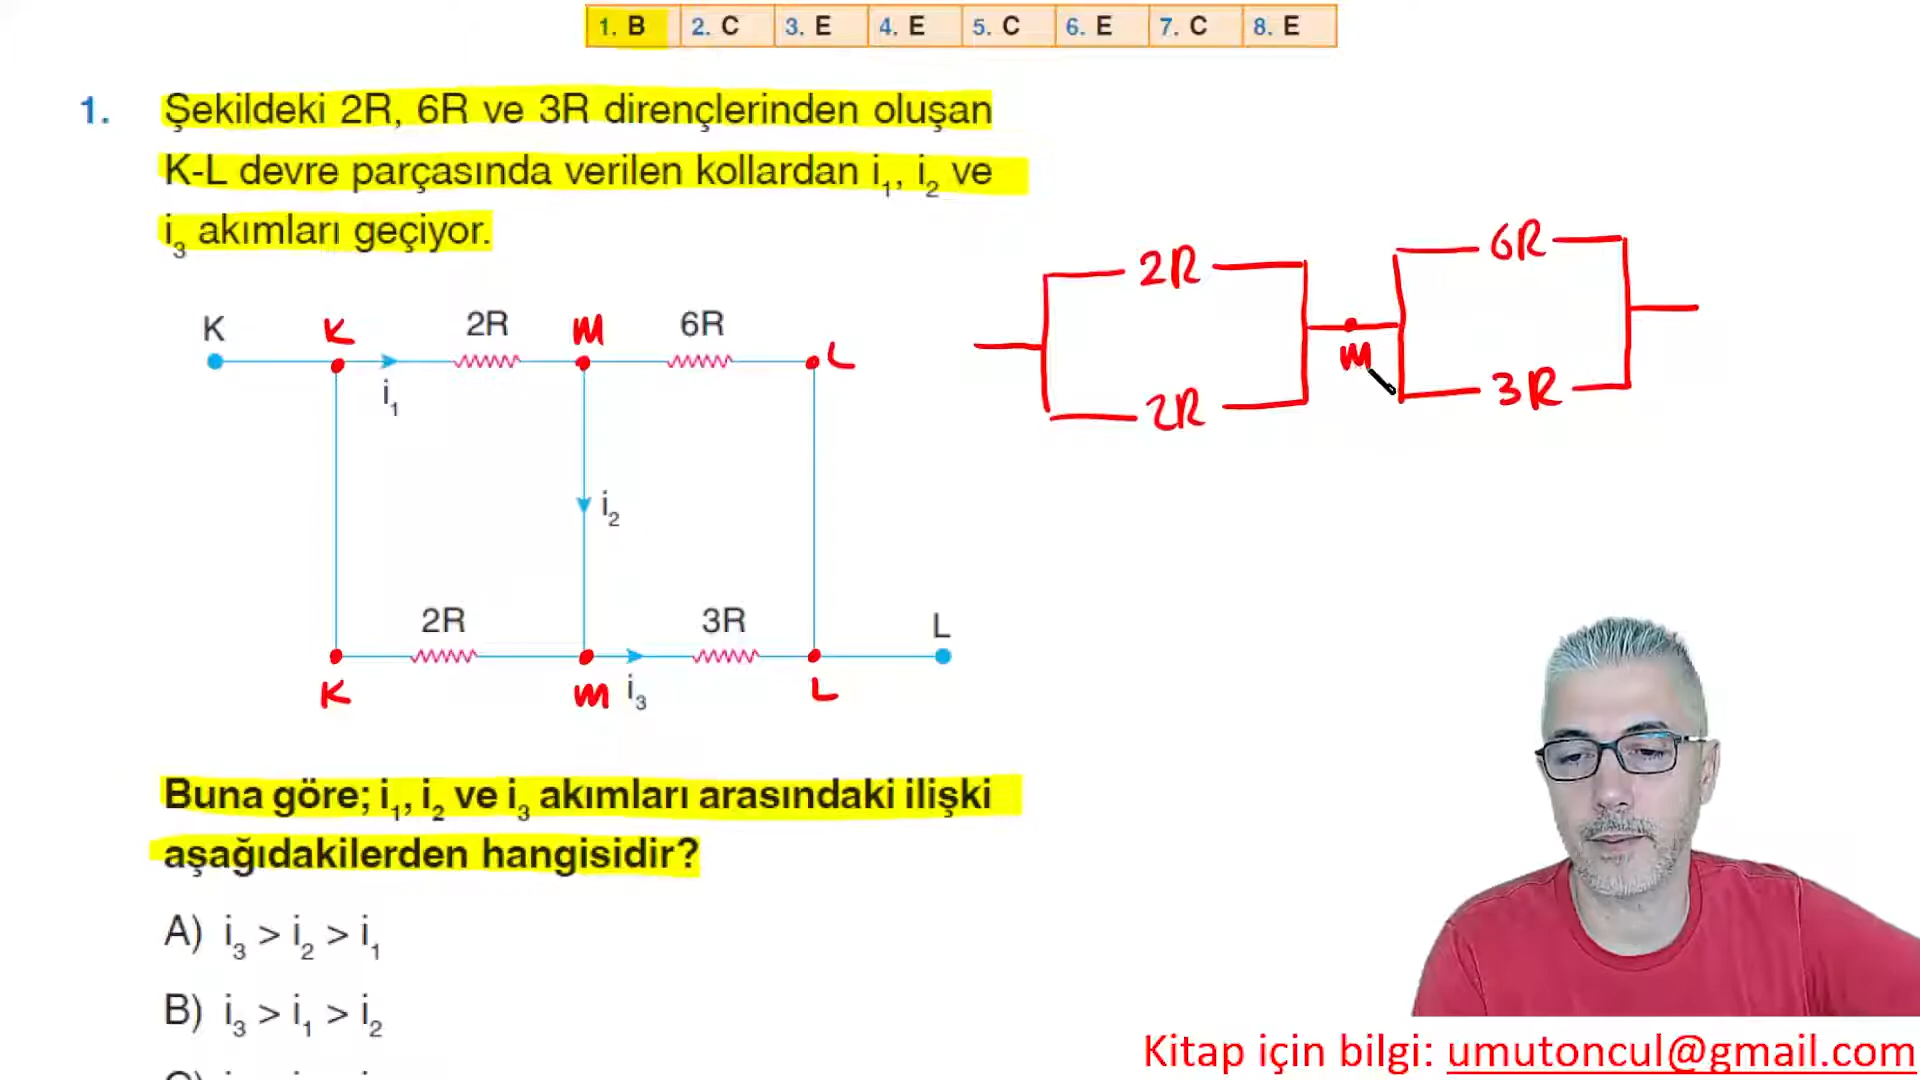 1. B 2. C 3. E 4. E 5. C 6. E 7. C 8. E
1. Şekildeki 2R, 6R ve 3R dirençlerinden oluşan
K-L devre parçasında verilen kollardan i₁, i₂ ve
i₃ akımları geçiyor.
2R 6R
K K 2R M 6R L
i₁
M
2R 3R
i₂
2R 3R L
K M i₃ L
Buna göre; i₁, i₂ ve i₃ akımları arasındaki ilişki
aşağıdakilerden hangisidir?
A) i₃ > i₂ > i₁
B) i₃ > i₁ > i₂
Kitap için bilgi: umutoncul@gmail.com